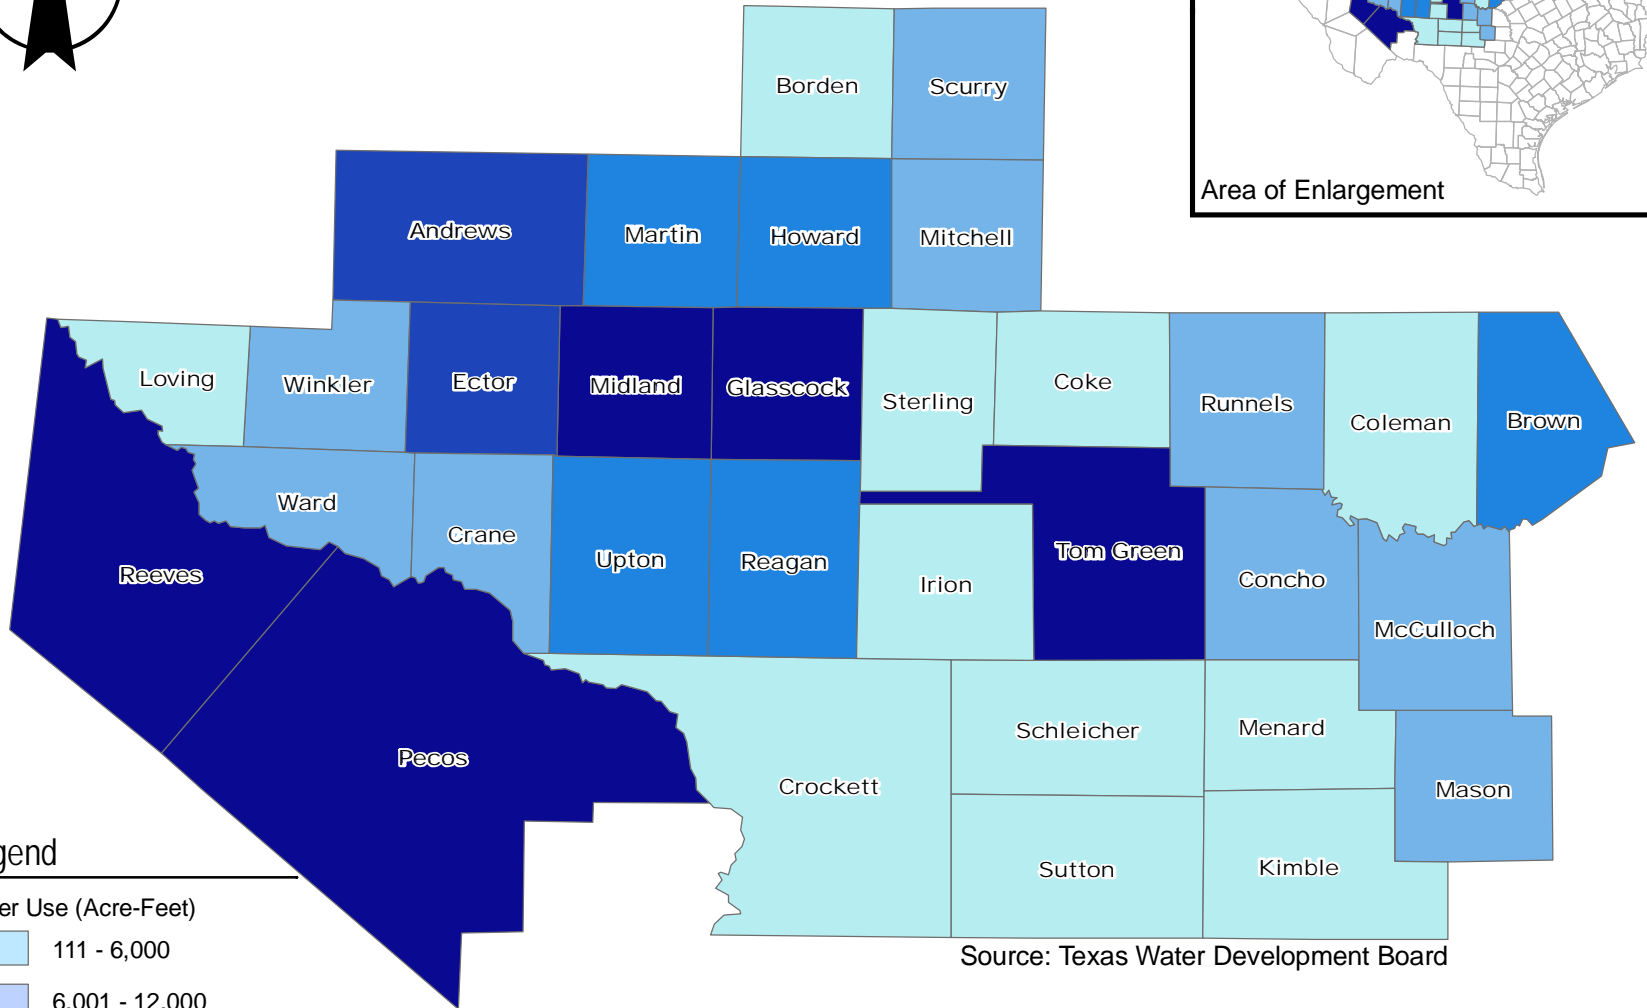 Borden
Scurry
Area of Enlargement
Andrews
Martin
Howard
Mitchell
Loving
Winkler
Ector
Midland
Glasscock
Sterling
Coke
Runnels
Coleman
Brown
Ward
Crane
Upton
Reagan
Irion
Tom Green
Concho
McCulloch
Reeves
Pecos
Crockett
Schleicher
Menard
Mason
Sutton
Kimble
gend
er Use (Acre-Feet)
111 - 6,000
6,001 - 12,000
Source: Texas Water Development Board